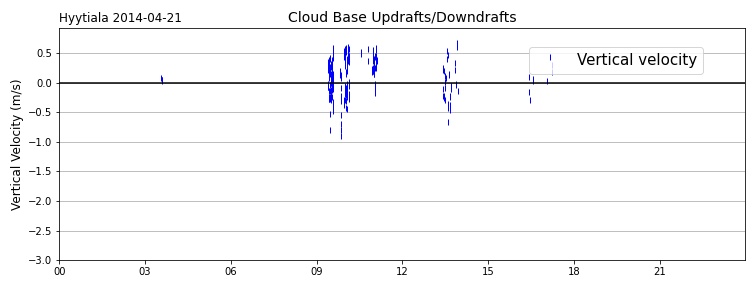 Hyytiala 2014-04-21
Cloud Base Updrafts/Downdrafts
Vertical velocity
Vertical Velocity (m/s)
0.5
0.0
−0.5
−1.0
−1.5
−2.0
−2.5
−3.0
00 03 06 09 12 15 18 21